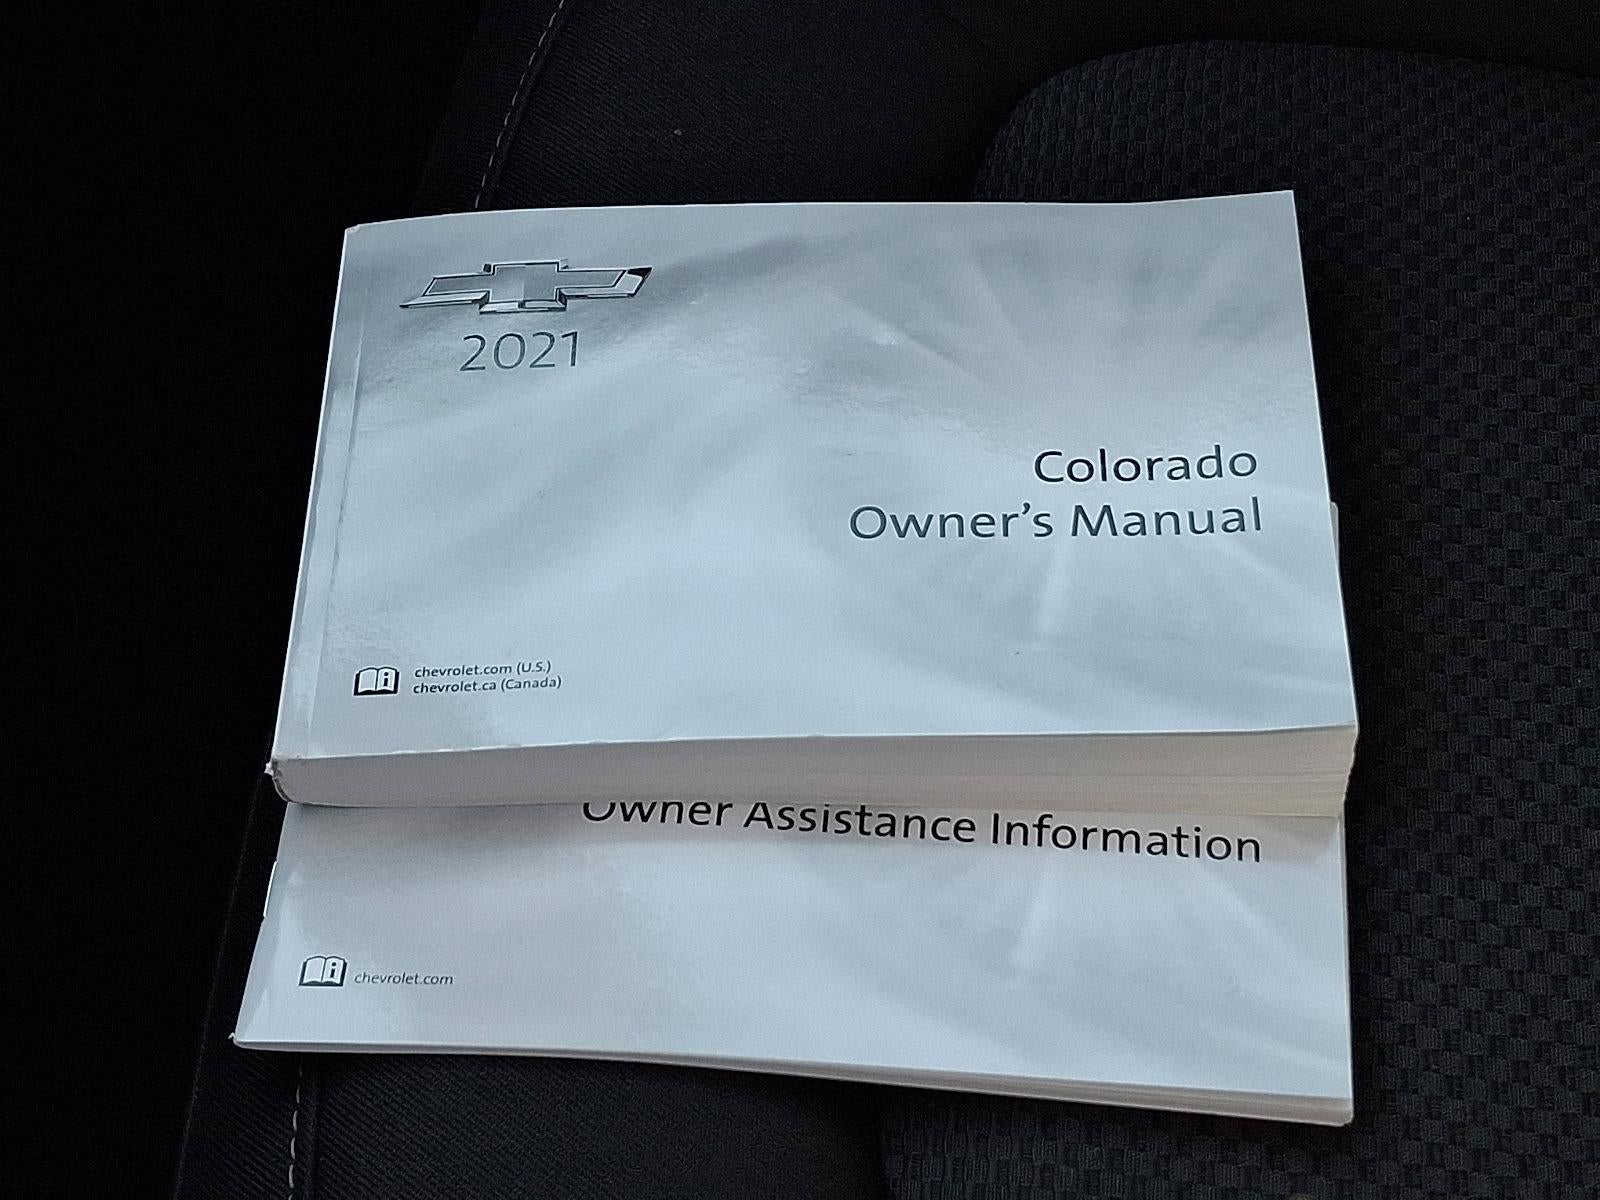 2021
Colorado
Owner's Manual
chevrolet.com (U.S.)
chevrolet.ca (Canada)
Owner Assistance Information
chevrolet.com